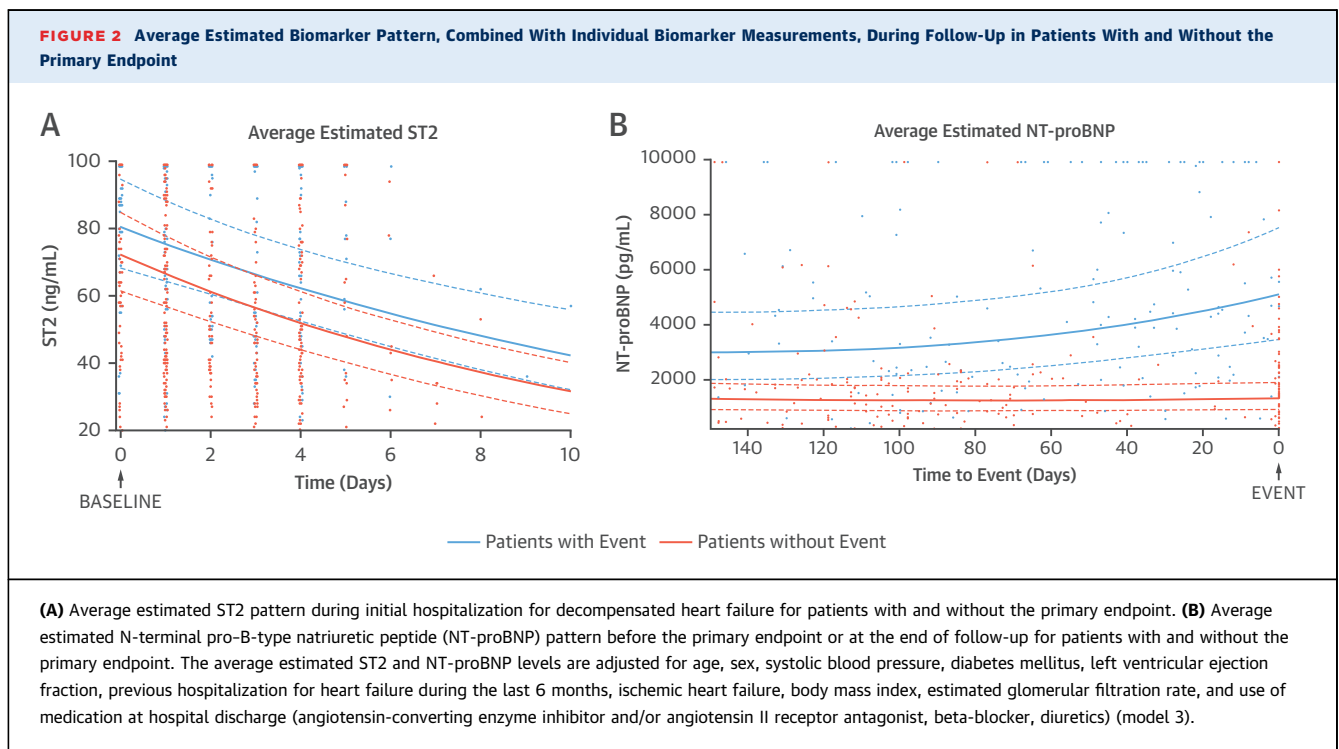 FIGURE 2 Average Estimated Biomarker Pattern, Combined With Individual Biomarker Measurements, During Follow-Up in Patients With and Without the
Primary Endpoint
A
Average Estimated ST2
ST2 (ng/mL)
100
80
60
40
20
0 2 4 6 8 10
Time (Days)
BASELINE
B
Average Estimated NT-proBNP
NT-proBNP (pg/mL)
10000
8000
6000
4000
2000
140 120 100 80 60 40 20 0
Time to Event (Days)
EVENT
Patients with Event Patients without Event
(A) Average estimated ST2 pattern during initial hospitalization for decompensated heart failure for patients with and without the primary endpoint. (B) Average
estimated N-terminal pro–B-type natriuretic peptide (NT-proBNP) pattern before the primary endpoint or at the end of follow-up for patients with and without the
primary endpoint. The average estimated ST2 and NT-proBNP levels are adjusted for age, sex, systolic blood pressure, diabetes mellitus, left ventricular ejection
fraction, previous hospitalization for heart failure during the last 6 months, ischemic heart failure, body mass index, estimated glomerular filtration rate, and use of
medication at hospital discharge (angiotensin-converting enzyme inhibitor and/or angiotensin II receptor antagonist, beta-blocker, diuretics) (model 3).